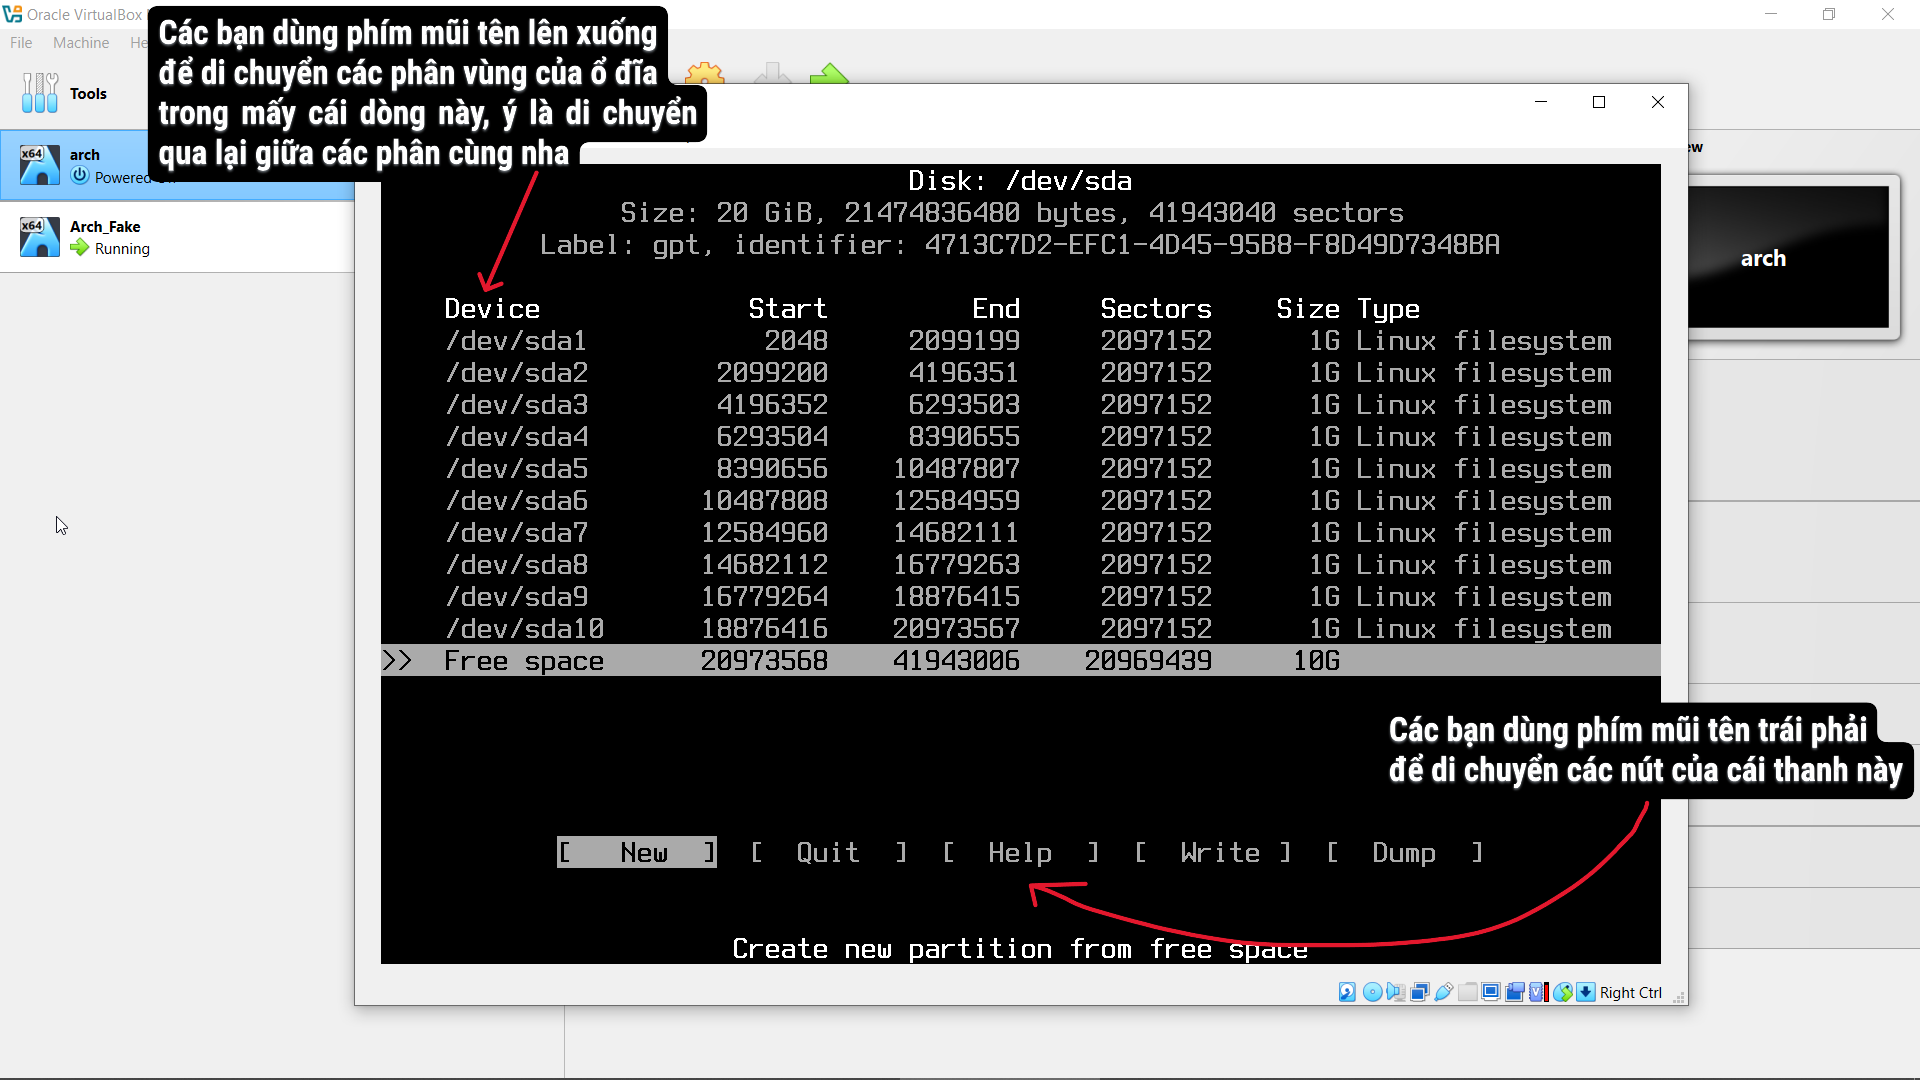 Oracle VirtualBox
File Machine He
Các bạn dùng phím mũi tên lên xuống
để di chuyển các phân vùng của ổ đĩa
trong mấy cái dòng này, ý là di chuyển
qua lại giữa các phân cùng nha
Tools
x64 arch
Powered
x64 Arch_Fake
Running
ew
arch
Disk: /dev/sda
Size: 20 GiB, 21474836480 bytes, 41943040 sectors
Label: gpt, identifier: 4713C7D2-EFC1-4D45-95B8-F8D49D7348BA
Device Start End Sectors Size Type
/dev/sda1 2048 2099199 2097152 1G Linux filesystem
/dev/sda2 2099200 4196351 2097152 1G Linux filesystem
/dev/sda3 4196352 6293503 2097152 1G Linux filesystem
/dev/sda4 6293504 8390655 2097152 1G Linux filesystem
/dev/sda5 8390656 10487807 2097152 1G Linux filesystem
/dev/sda6 10487808 12584959 2097152 1G Linux filesystem
/dev/sda7 12584960 14682111 2097152 1G Linux filesystem
/dev/sda8 14682112 16779263 2097152 1G Linux filesystem
/dev/sda9 16779264 18876415 2097152 1G Linux filesystem
/dev/sda10 18876416 20973567 2097152 1G Linux filesystem
>> Free space 20973568 41943006 20969439 10G
Các bạn dùng phím mũi tên trái phải
để di chuyển các nút của cái thanh này
[ New ] [ Quit ] [ Help ] [ Write ] [ Dump ]
Create new partition from free space
Right Ctrl